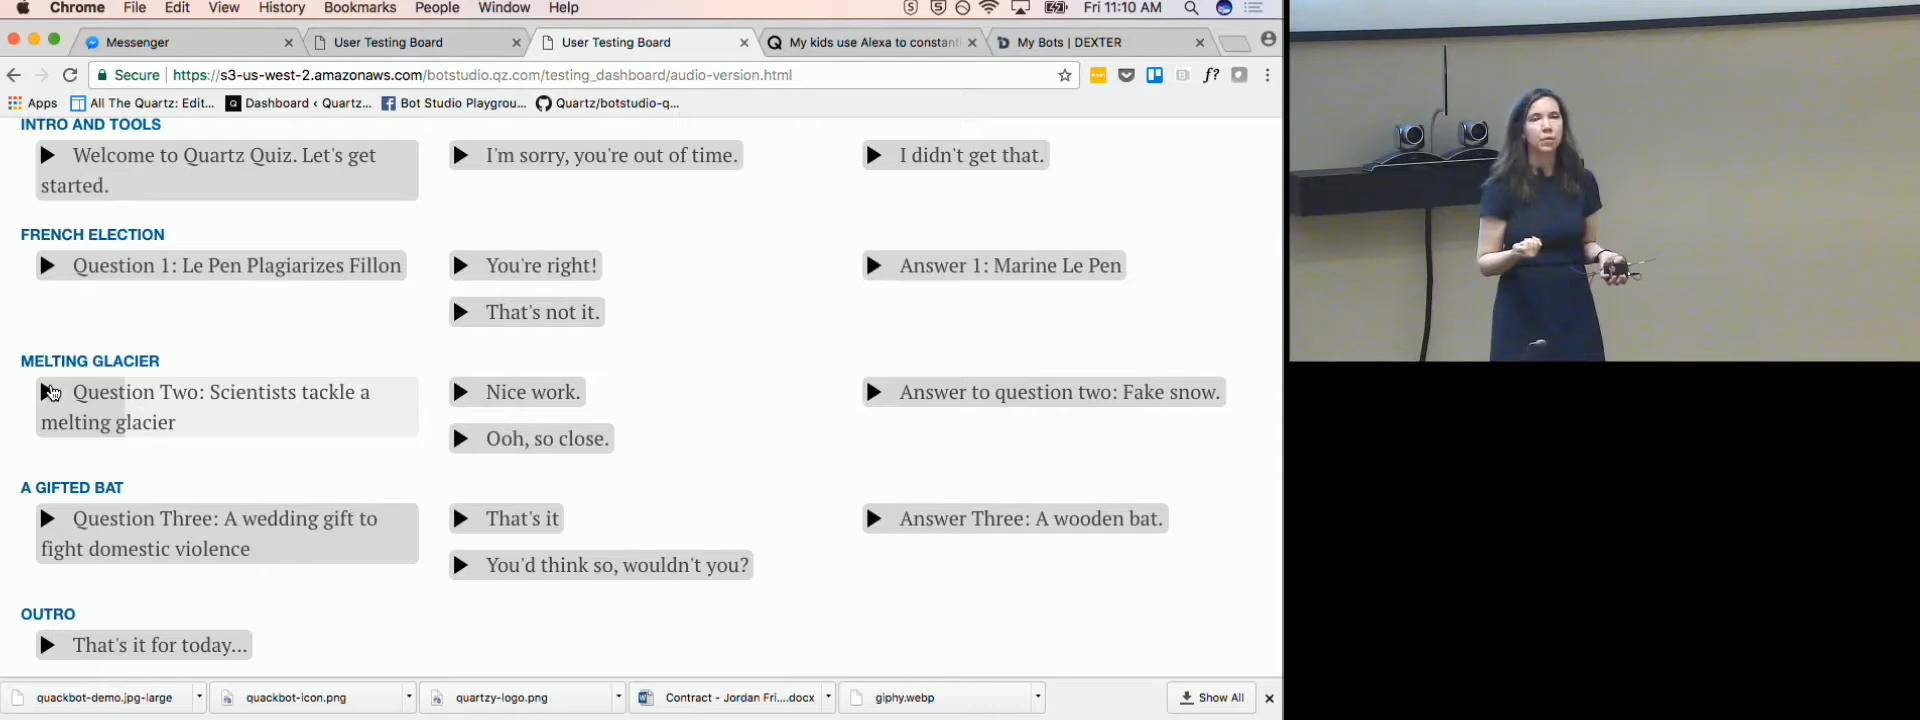 Chrome File Edit View History Bookmarks People Window Help Fri 11:10 AM
Messenger User Testing Board User Testing Board My kids use Alexa to constant My Bots | DEXTER
Secure https://s3-us-west-2.amazonaws.com/botstudio.qz.com/testing_dashboard/audio-version.html f?
Apps All The Quartz: Edit... Dashboard ‹ Quartz... Bot Studio Playgrou... Quartz/botstudio-q...
INTRO AND TOOLS
Welcome to Quartz Quiz. Let's get
started.
I'm sorry, you're out of time.
I didn't get that.
FRENCH ELECTION
Question 1: Le Pen Plagiarizes Fillon
You're right!
Answer 1: Marine Le Pen
That's not it.
MELTING GLACIER
Question Two: Scientists tackle a
melting glacier
Nice work.
Answer to question two: Fake snow.
Ooh, so close.
A GIFTED BAT
Question Three: A wedding gift to
fight domestic violence
That's it
Answer Three: A wooden bat.
You'd think so, wouldn't you?
OUTRO
That's it for today...
quackbot-demo.jpg-large quackbot-icon.png quartzy-logo.png Contract - Jordan Fri....docx giphy.webp Show All